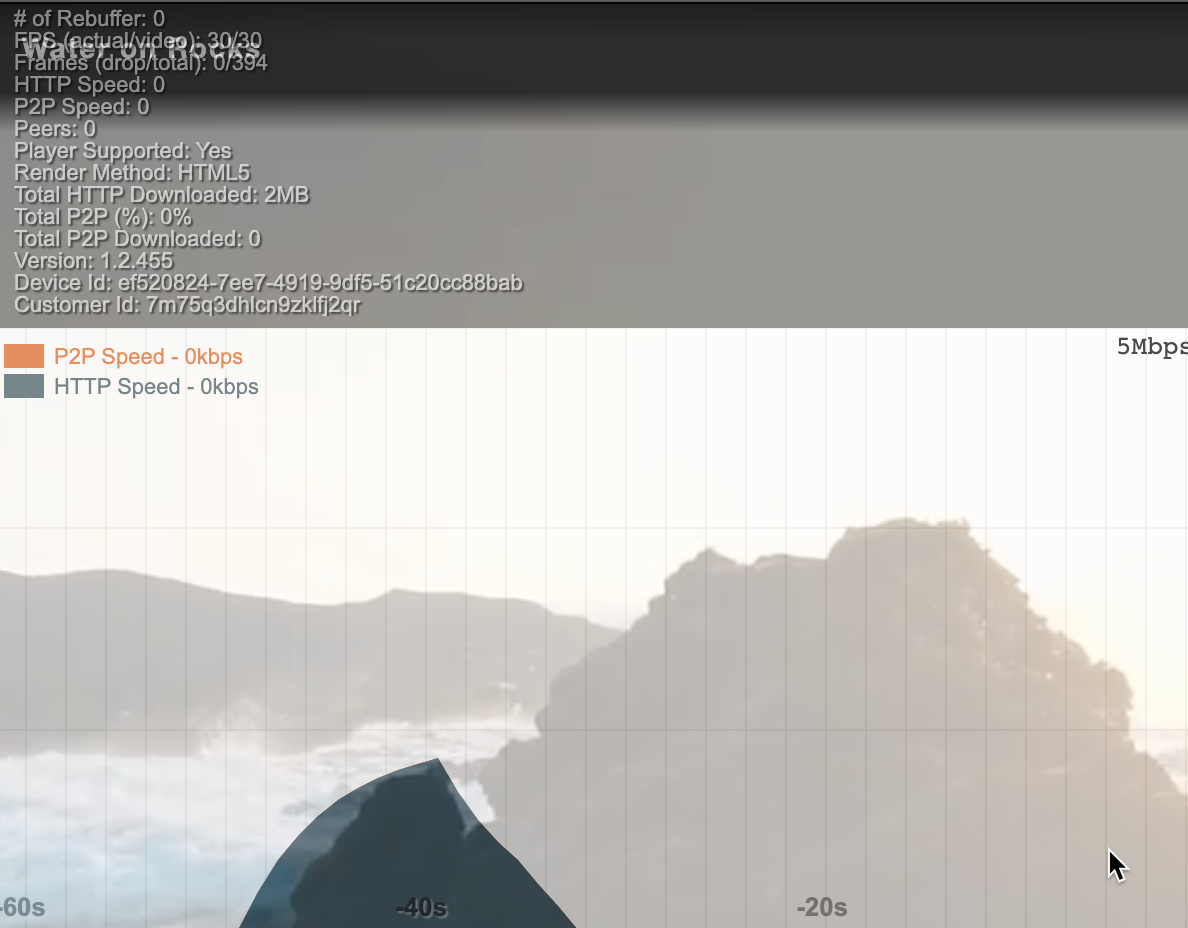 # of Rebuffer: 0
FPS (actual/video): 30/30
Water on Rocks
Frames (drop/total): 0/394
HTTP Speed: 0
P2P Speed: 0
Peers: 0
Player Supported: Yes
Render Method: HTML5
Total HTTP Downloaded: 2MB
Total P2P (%): 0%
Total P2P Downloaded: 0
Version: 1.2.455
Device Id: ef520824-7ee7-4919-9df5-51c20cc88bab
Customer Id: 7m75q3dhlcn9zklfj2qr
P2P Speed - 0kbps
5Mbps
HTTP Speed - 0kbps
-60s
-40s
-20s